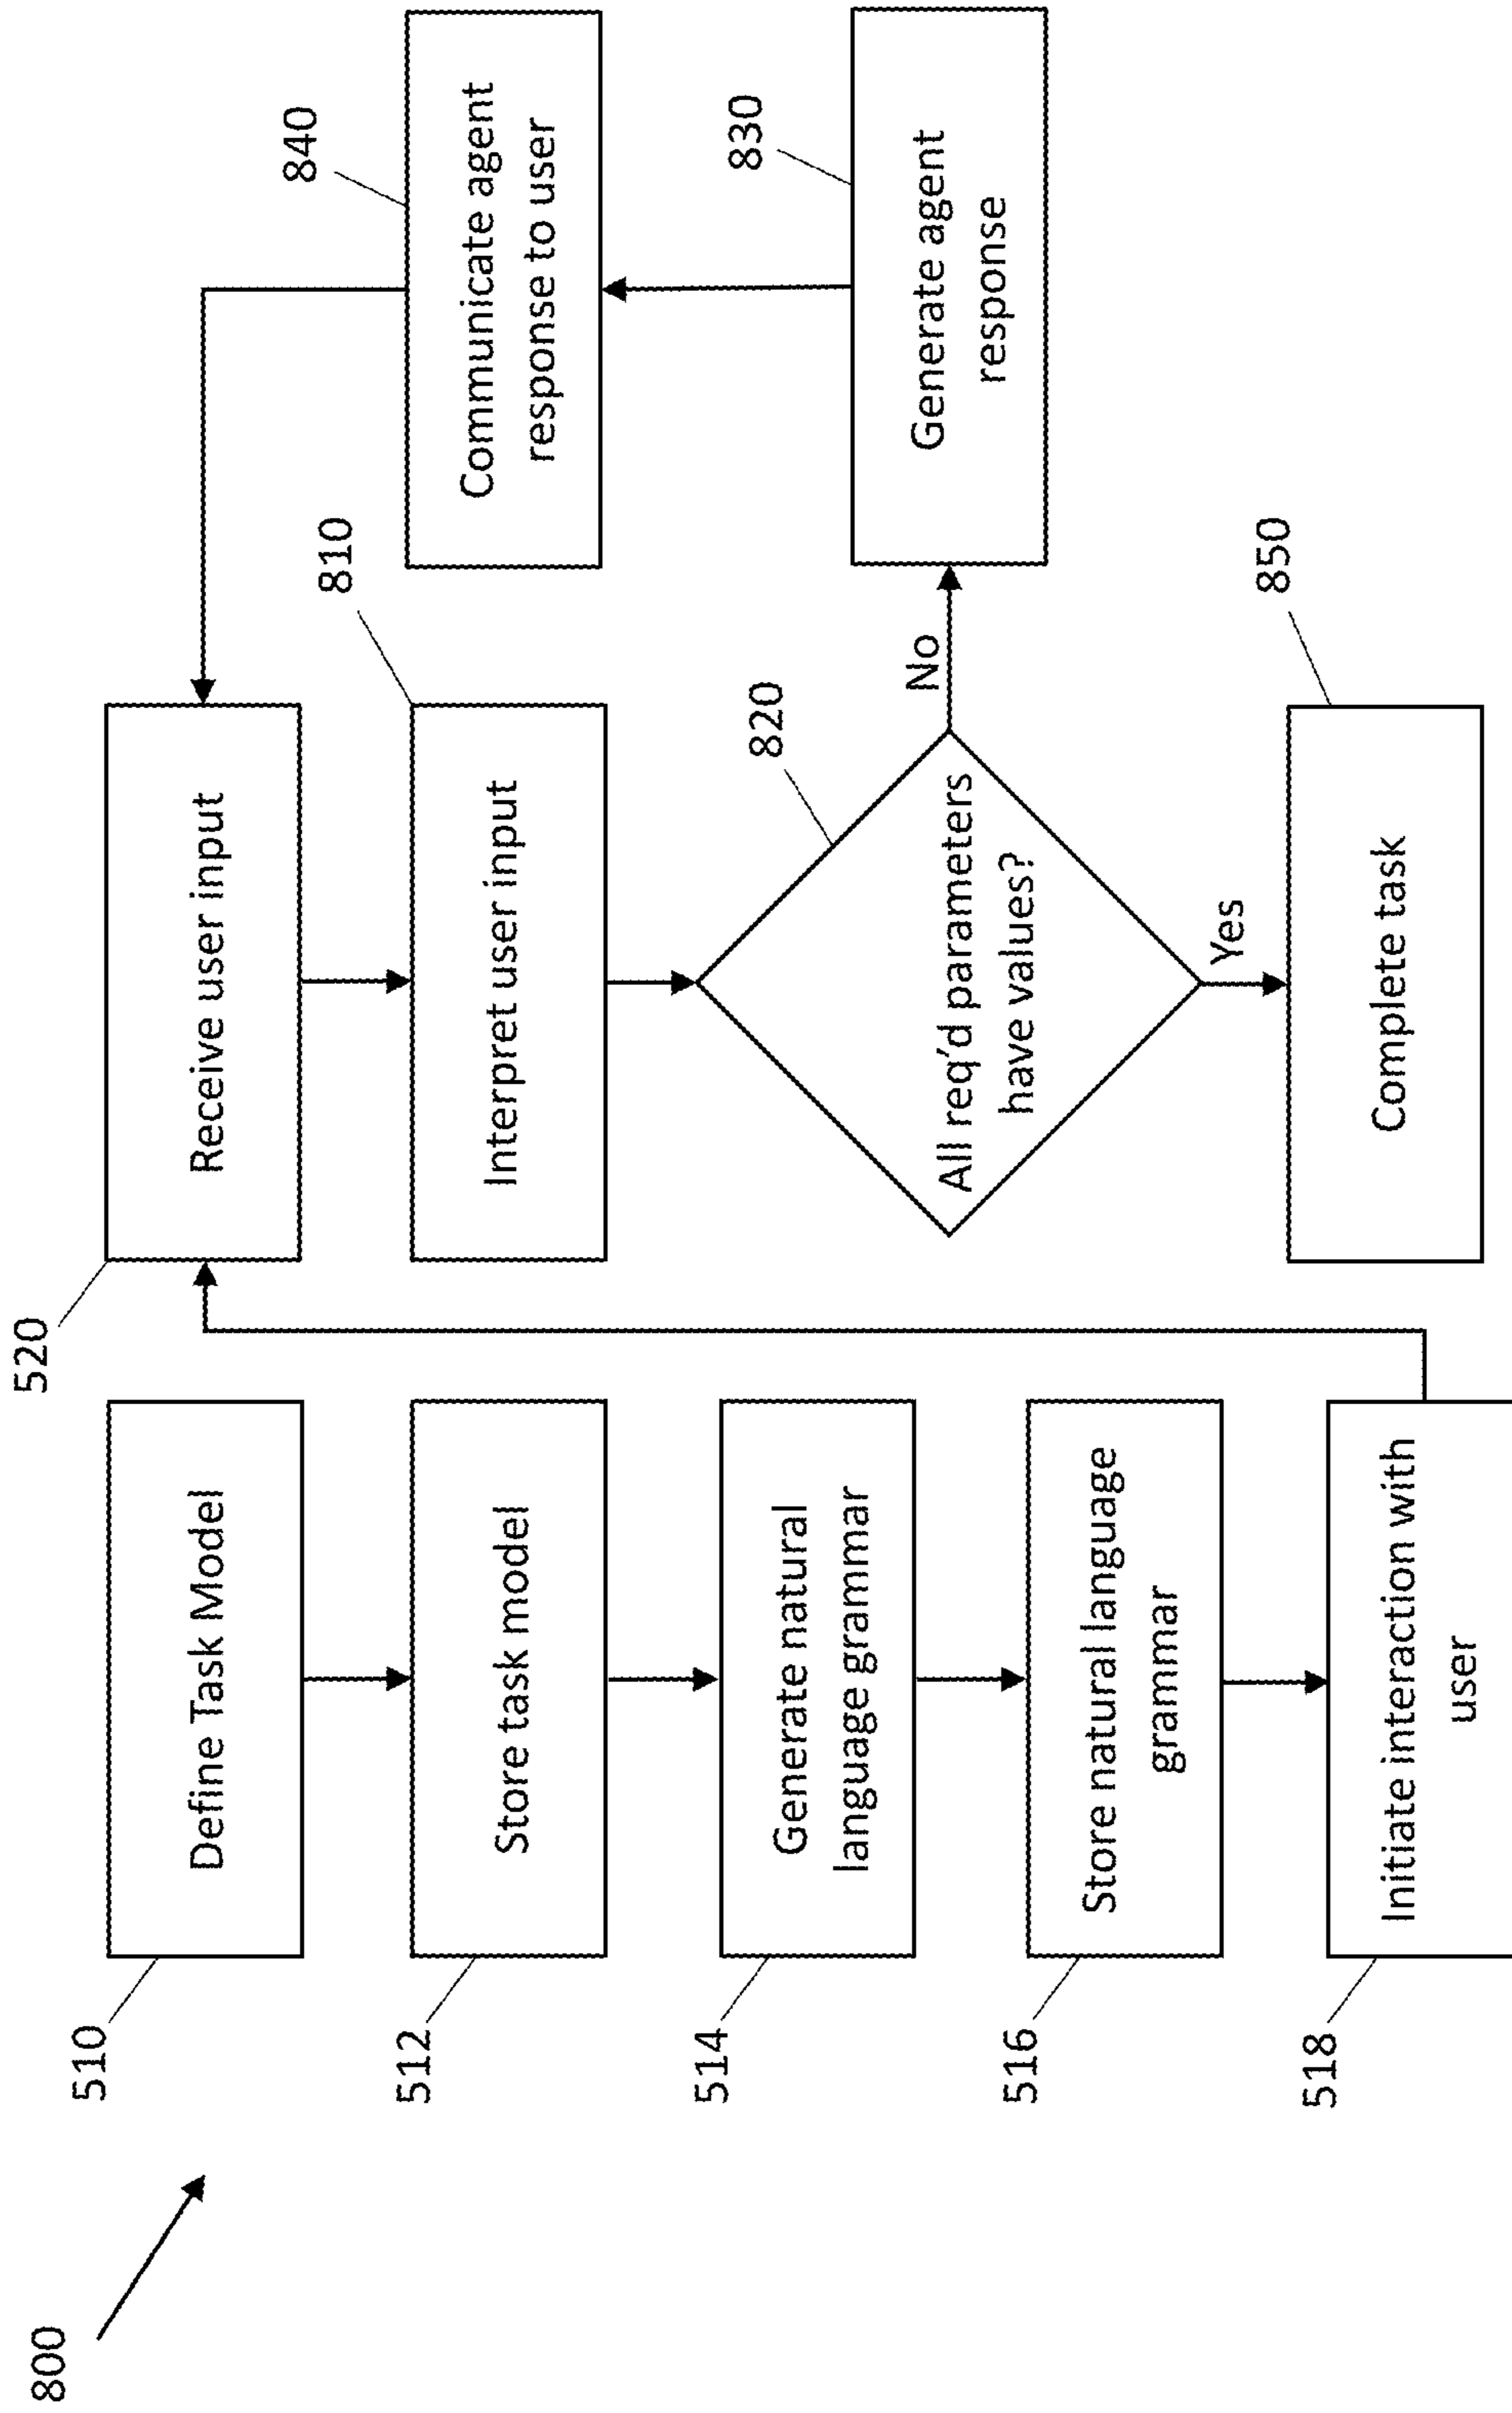 800
510
Define Task Model
512
Store task model
514
Generate natural
language grammar
516
Store natural language
grammar
518
Initiate interaction with
user
520
Receive user input
810
Interpret user input
820
All req'd parameters
have values?
No
Yes
830
Generate agent
response
840
Communicate agent
response to user
850
Complete task